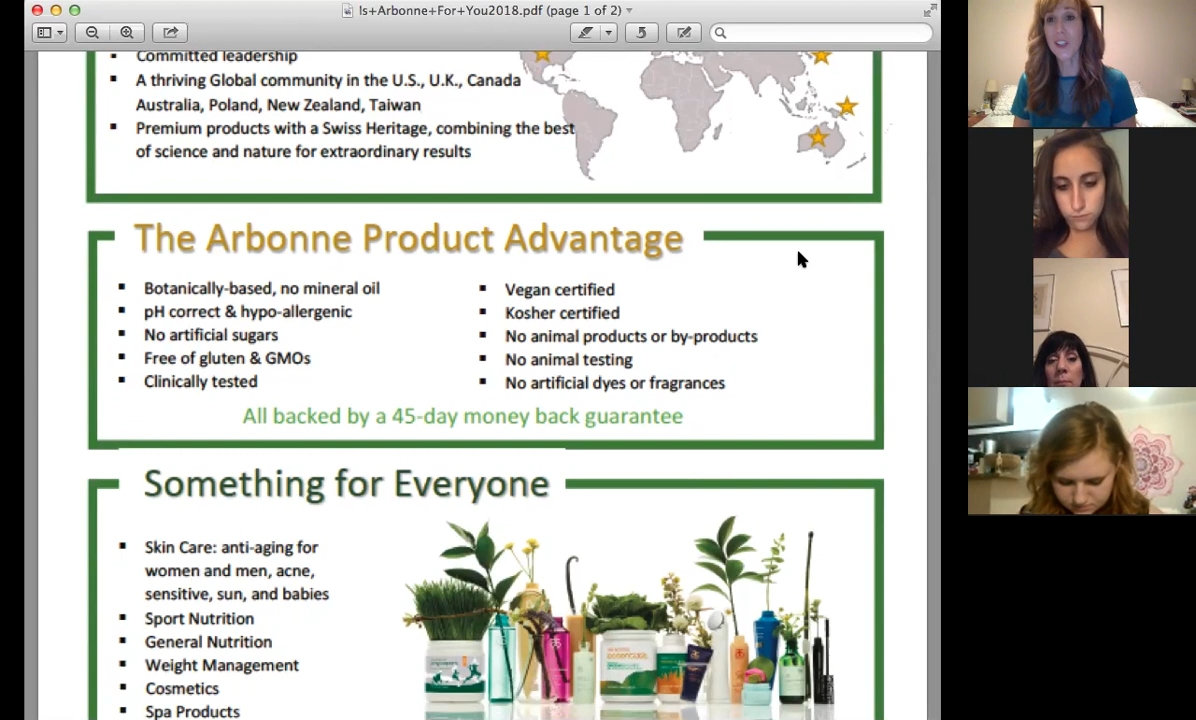 Is+Arbonne+For+You2018.pdf (page 1 of 2)
Committed leadership
A thriving Global community in the U.S., U.K., Canada
Australia, Poland, New Zealand, Taiwan
Premium products with a Swiss Heritage, combining the best
of science and nature for extraordinary results
The Arbonne Product Advantage
Botanically-based, no mineral oil
pH correct & hypo-allergenic
No artificial sugars
Free of gluten & GMOs
Clinically tested
Vegan certified
Kosher certified
No animal products or by-products
No animal testing
No artificial dyes or fragrances
All backed by a 45-day money back guarantee
Something for Everyone
Skin Care: anti-aging for
women and men, acne,
sensitive, sun, and babies
Sport Nutrition
General Nutrition
Weight Management
Cosmetics
Spa Products
essentials